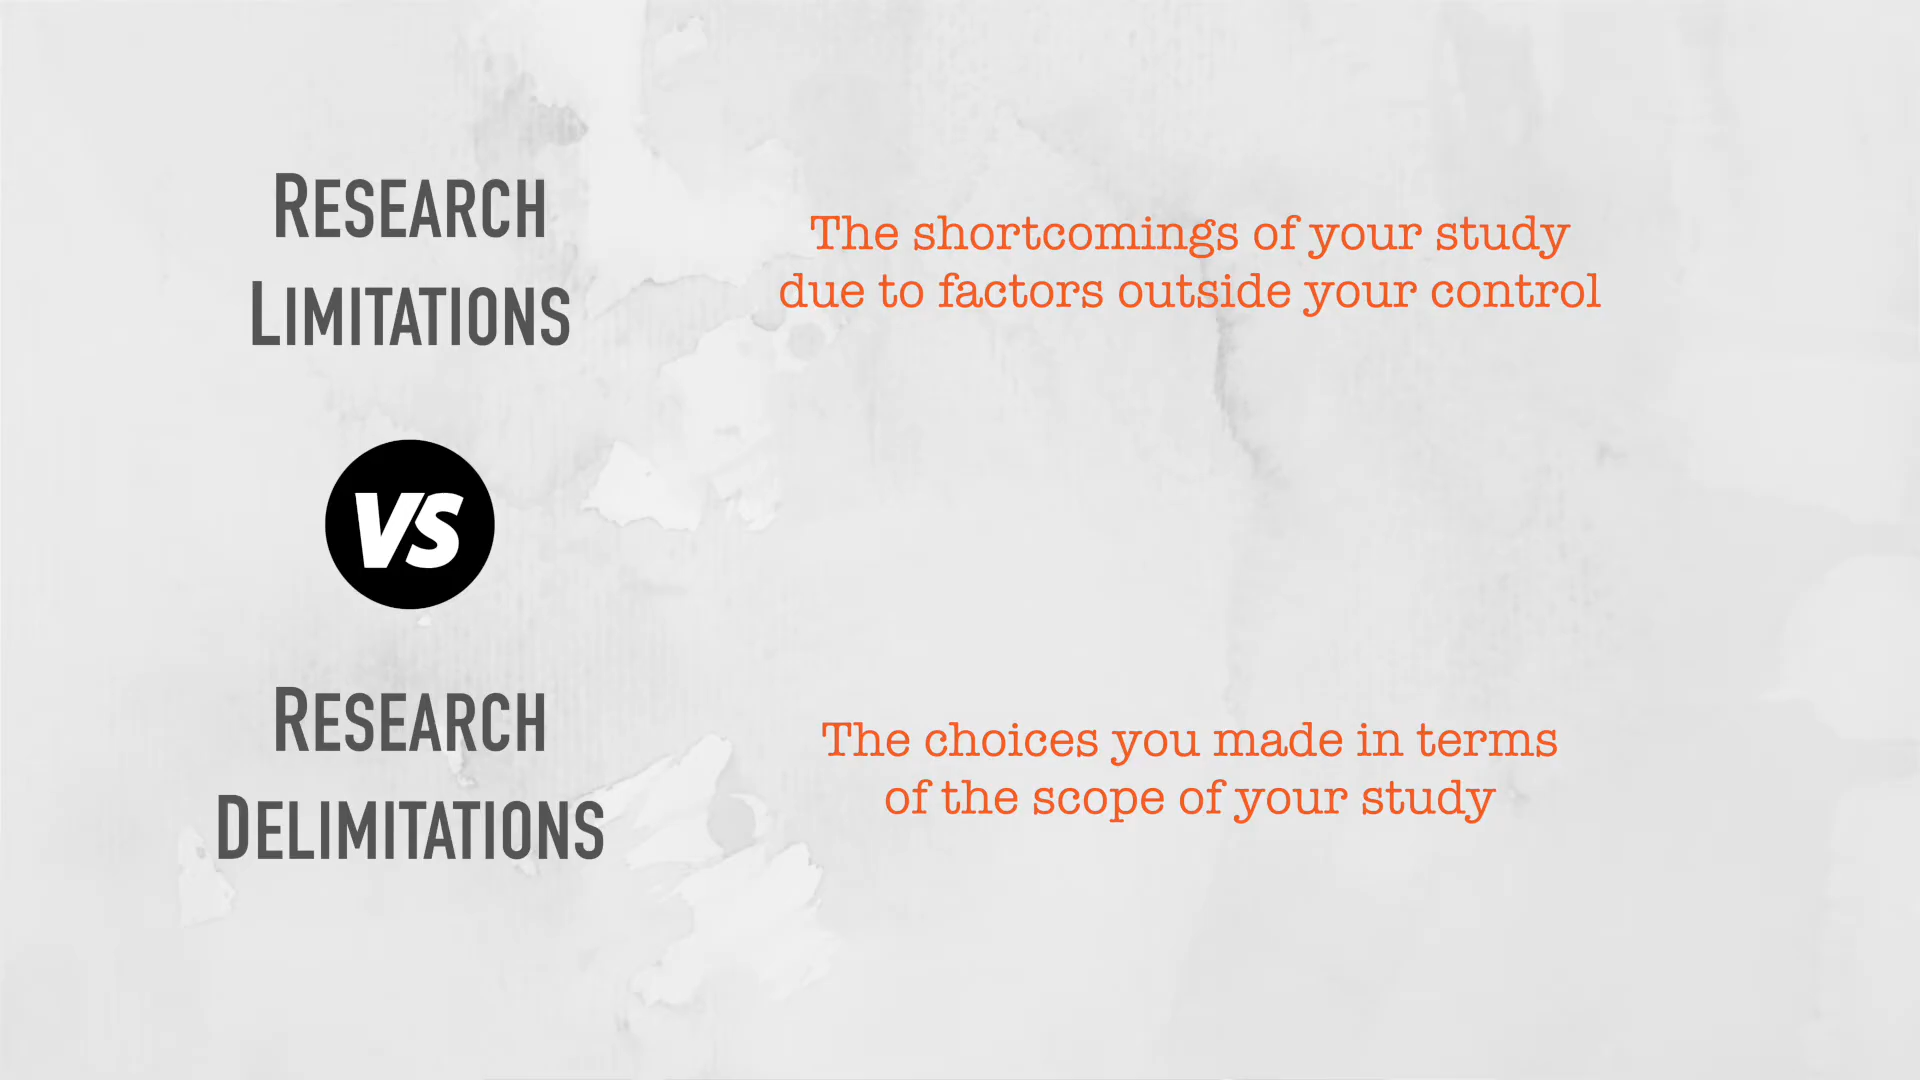 RESEARCH
LIMITATIONS
The shortcomings of your study
due to factors outside your control
VS
RESEARCH
DELIMITATIONS
The choices you made in terms
of the scope of your study